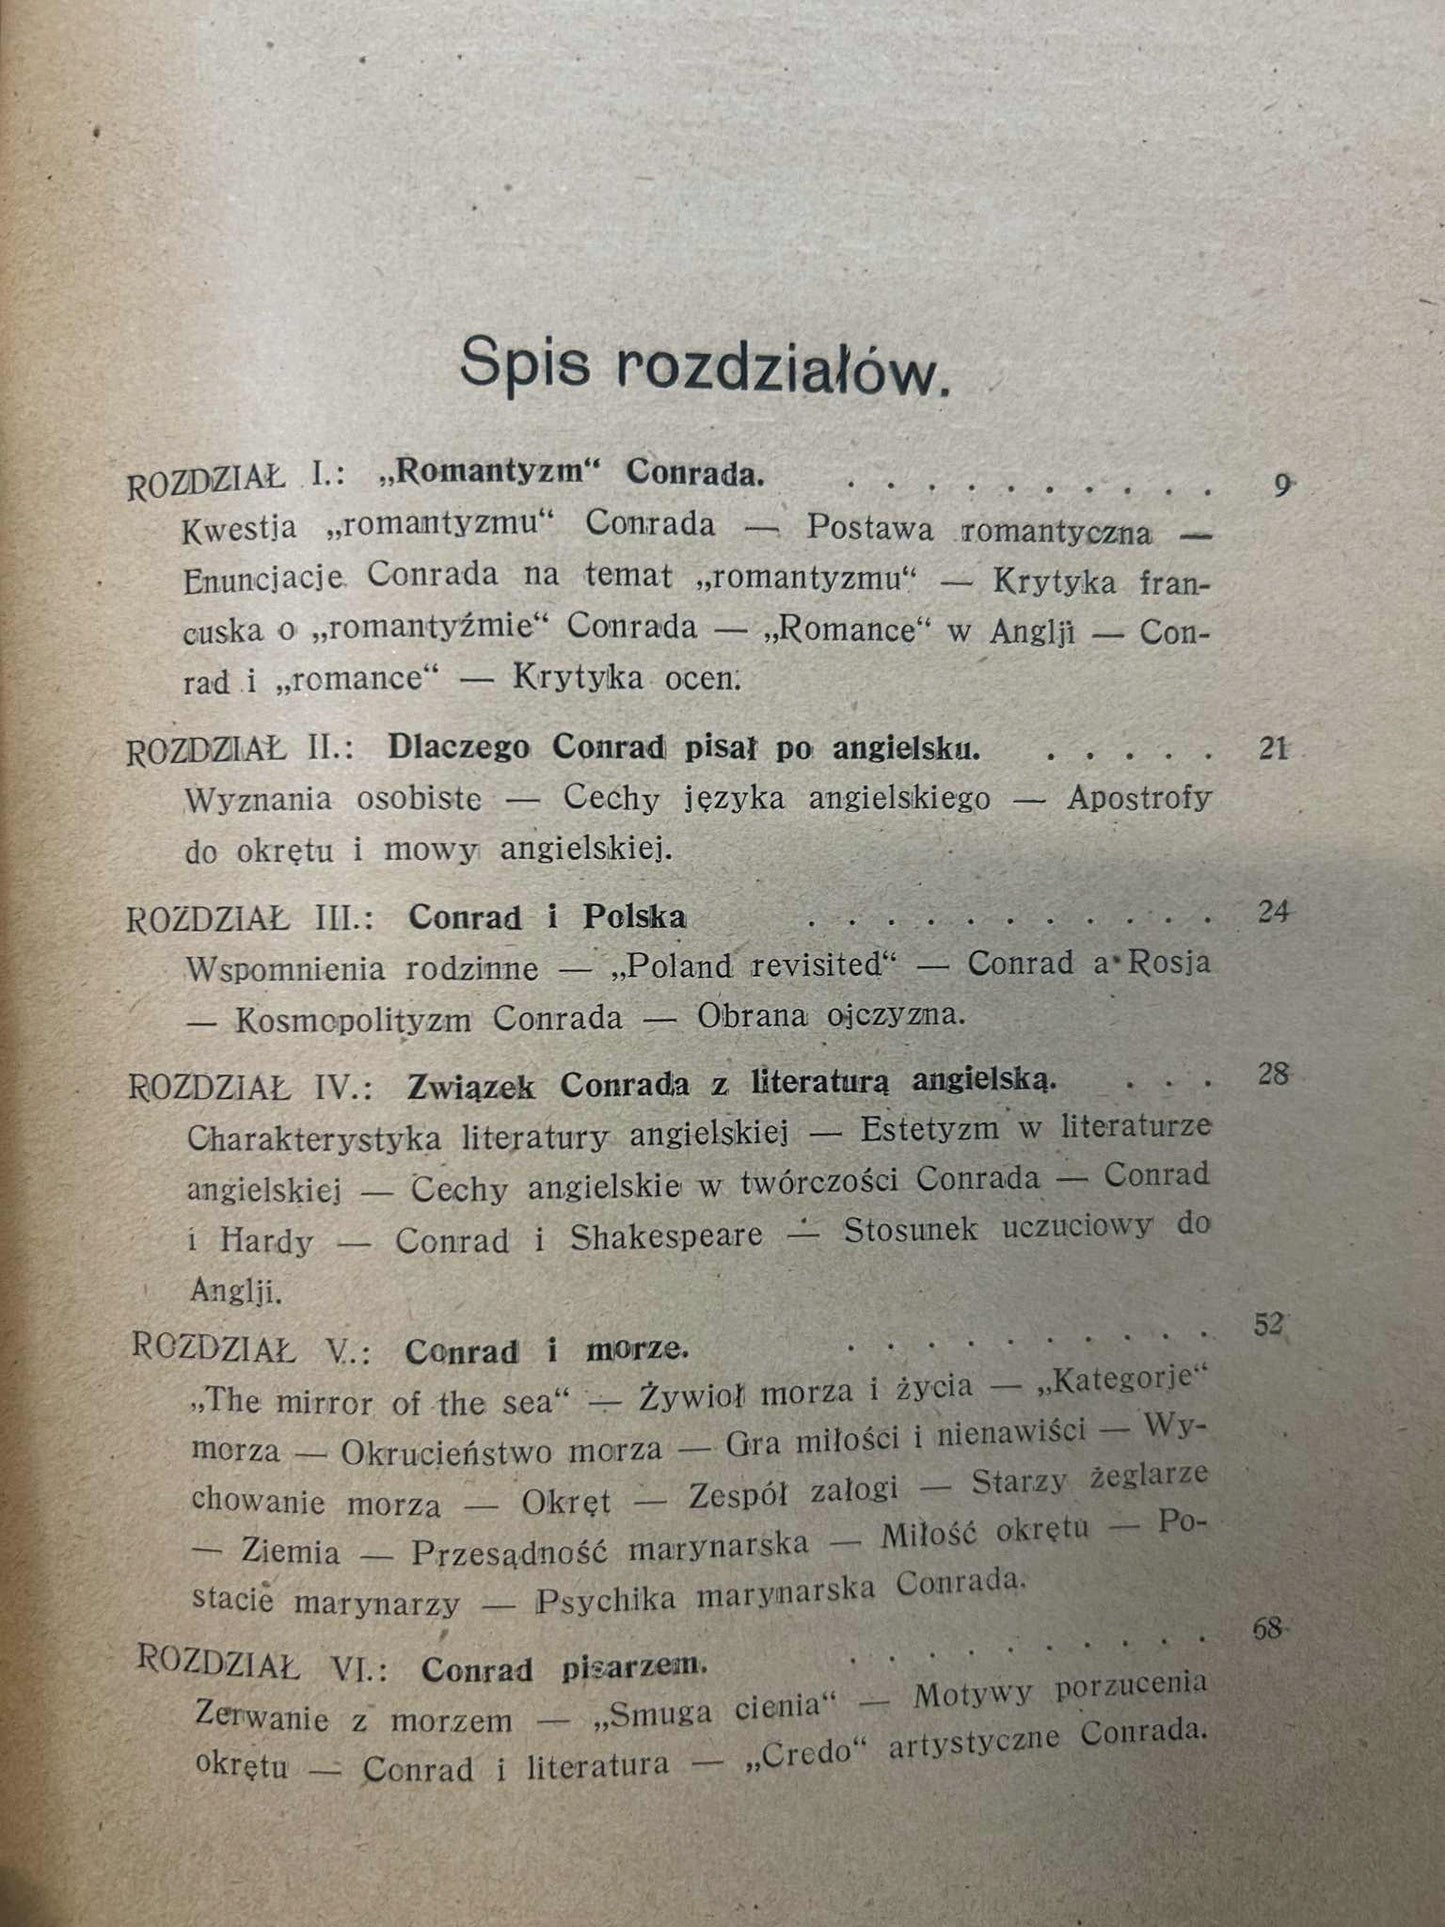 Spis rozdziałów.
ROZDZIAŁ I.: „Romantyzm“ Conrada. . . . . . . . . . . 9
Kwestja „romantyzmu“ Conrada — Postawa romantyczna —
Enuncjacje Conrada na temat „romantyzmu“ — Krytyka fran-
cuska o „romantyźmie“ Conrada — „Romance“ w Anglji — Con-
rad i „romance“ — Krytyka ocen.
ROZDZIAŁ II.: Dlaczego Conrad pisał po angielsku. . . . . . 21
Wyznania osobiste — Cechy języka angielskiego — Apostrofy
do okrętu i mowy angielskiej.
ROZDZIAŁ III.: Conrad i Polska . . . . . . . . . . . 24
Wspomnienia rodzinne — „Poland revisited“ — Conrad a Rosja
— Kosmopolityzm Conrada — Obrana ojczyzna.
ROZDZIAŁ IV.: Związek Conrada z literaturą angielską. . . . 28
Charakterystyka literatury angielskiej — Estetyzm w literaturze
angielskiej — Cechy angielskie w twórczości Conrada — Conrad
i Hardy — Conrad i Shakespeare — Stosunek uczuciowy do
Anglji.
ROZDZIAŁ V.: Conrad i morze. . . . . . . . . . . 52
„The mirror of the sea“ — Żywioł morza i życia — „Kategorje“
morza — Okrucieństwo morza — Gra miłości i nienawiści — Wy-
chowanie morza — Okręt — Zespół załogi — Starzy żeglarze
— Ziemia — Przesądność marynarska — Miłość okrętu — Po-
stacie marynarzy — Psychika marynarska Conrada.
ROZDZIAŁ VI.: Conrad pisarzem. . . . . . . . . . . 68
Zerwanie z morzem — „Smuga cienia“ — Motywy porzucenia
okrętu — Conrad i literatura — „Credo“ artystyczne Conrada.